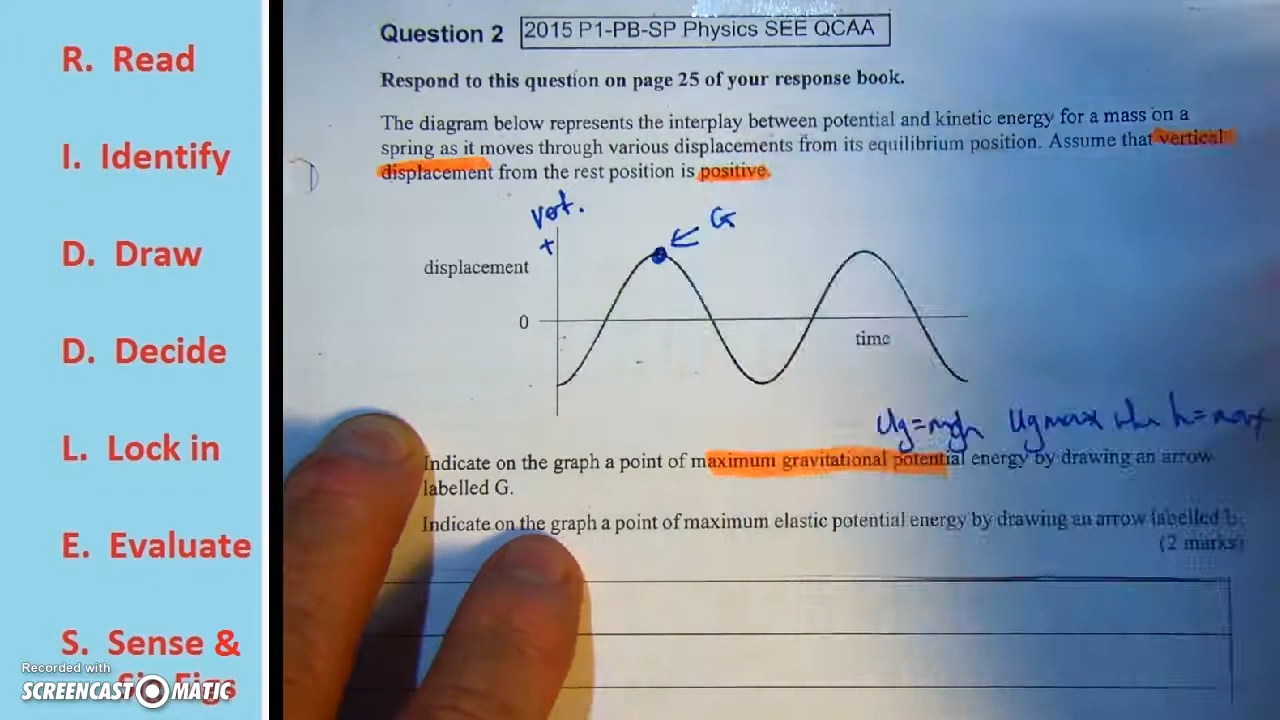 R. Read
I. Identify
D. Draw
D. Decide
L. Lock in
E. Evaluate
S. Sense &
Sig Figs
Recorded with
SCREENCAST MATIC
Question 2
2015 P1-PB-SP Physics SEE QCAA
Respond to this question on page 25 of your response book.
The diagram below represents the interplay between potential and kinetic energy for a mass on a
spring as it moves through various displacements from its equilibrium position. Assume that vertical
displacement from the rest position is positive.
vert.
+
G
displacement
0
time
Ug=mgh Ugmax when h=max
Indicate on the graph a point of maximum gravitational potential energy by drawing an arrow
labelled G.
Indicate on the graph a point of maximum elastic potential energy by drawing an arrow labelled
(2 marks)